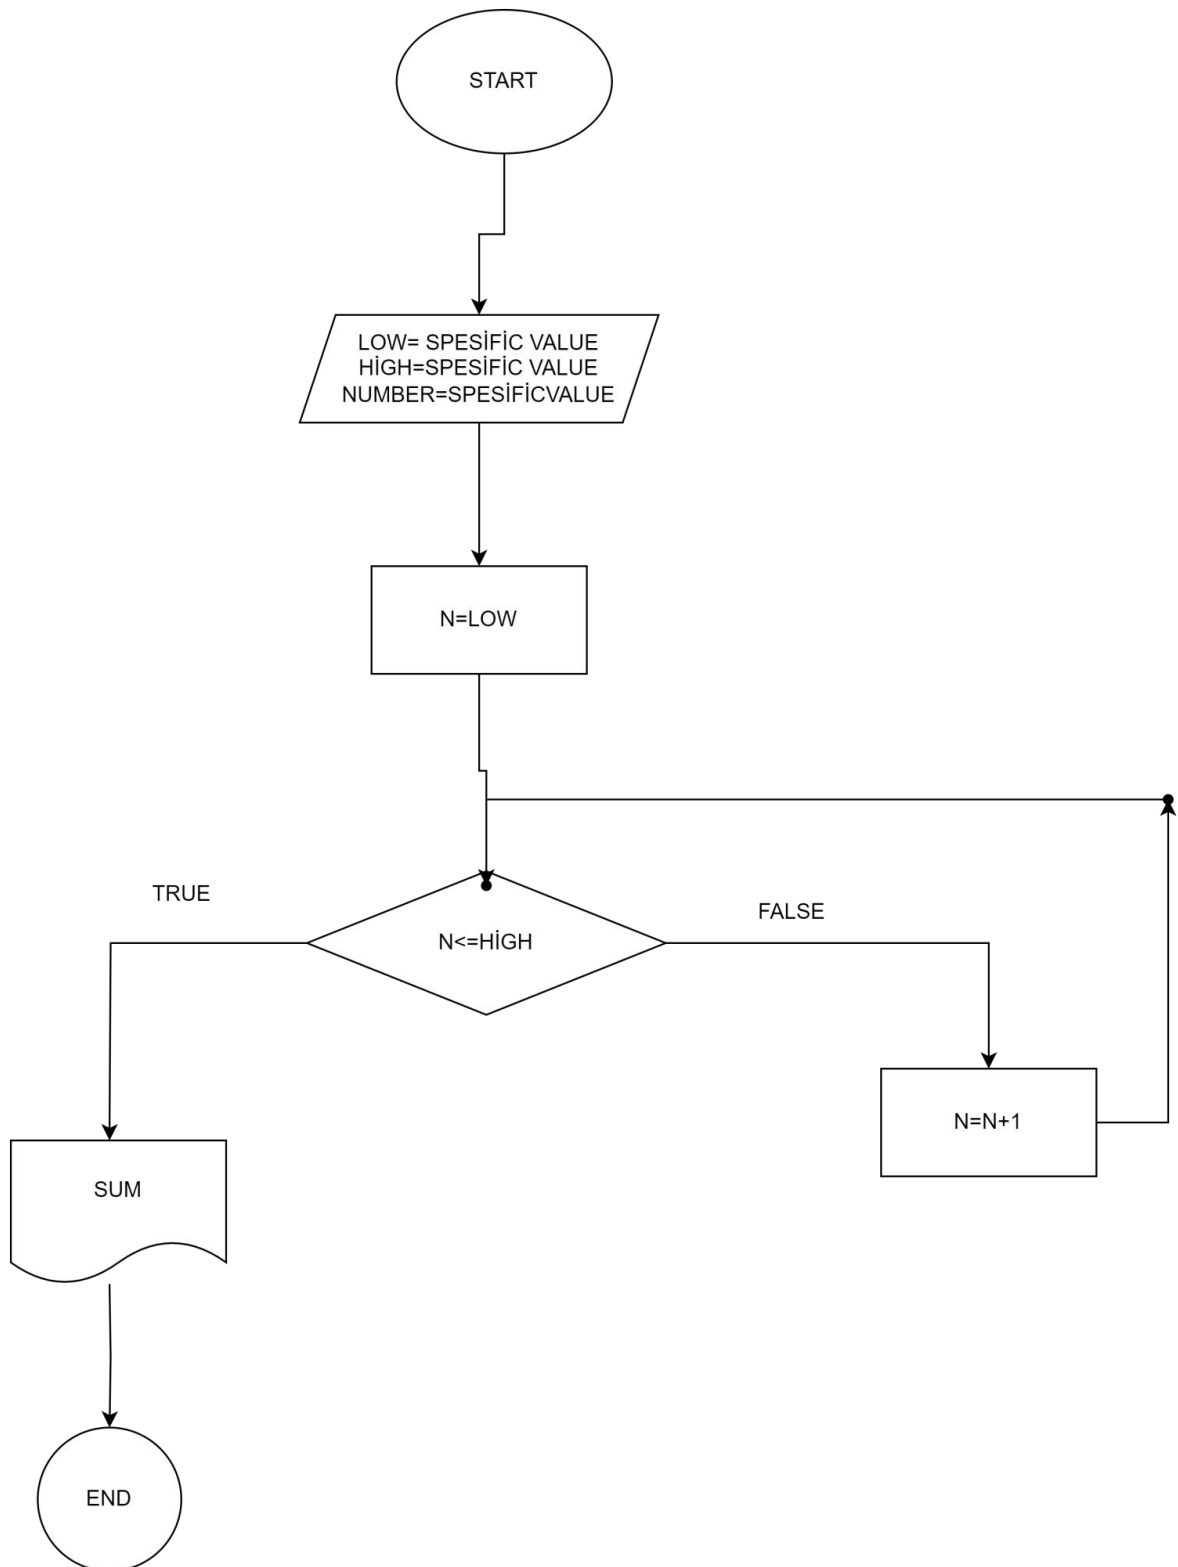 START
LOW= SPESİFİC VALUE
HİGH=SPESİFİC VALUE
NUMBER=SPESİFİCVALUE
N=LOW
TRUE
FALSE
N<=HİGH
N=N+1
SUM
END